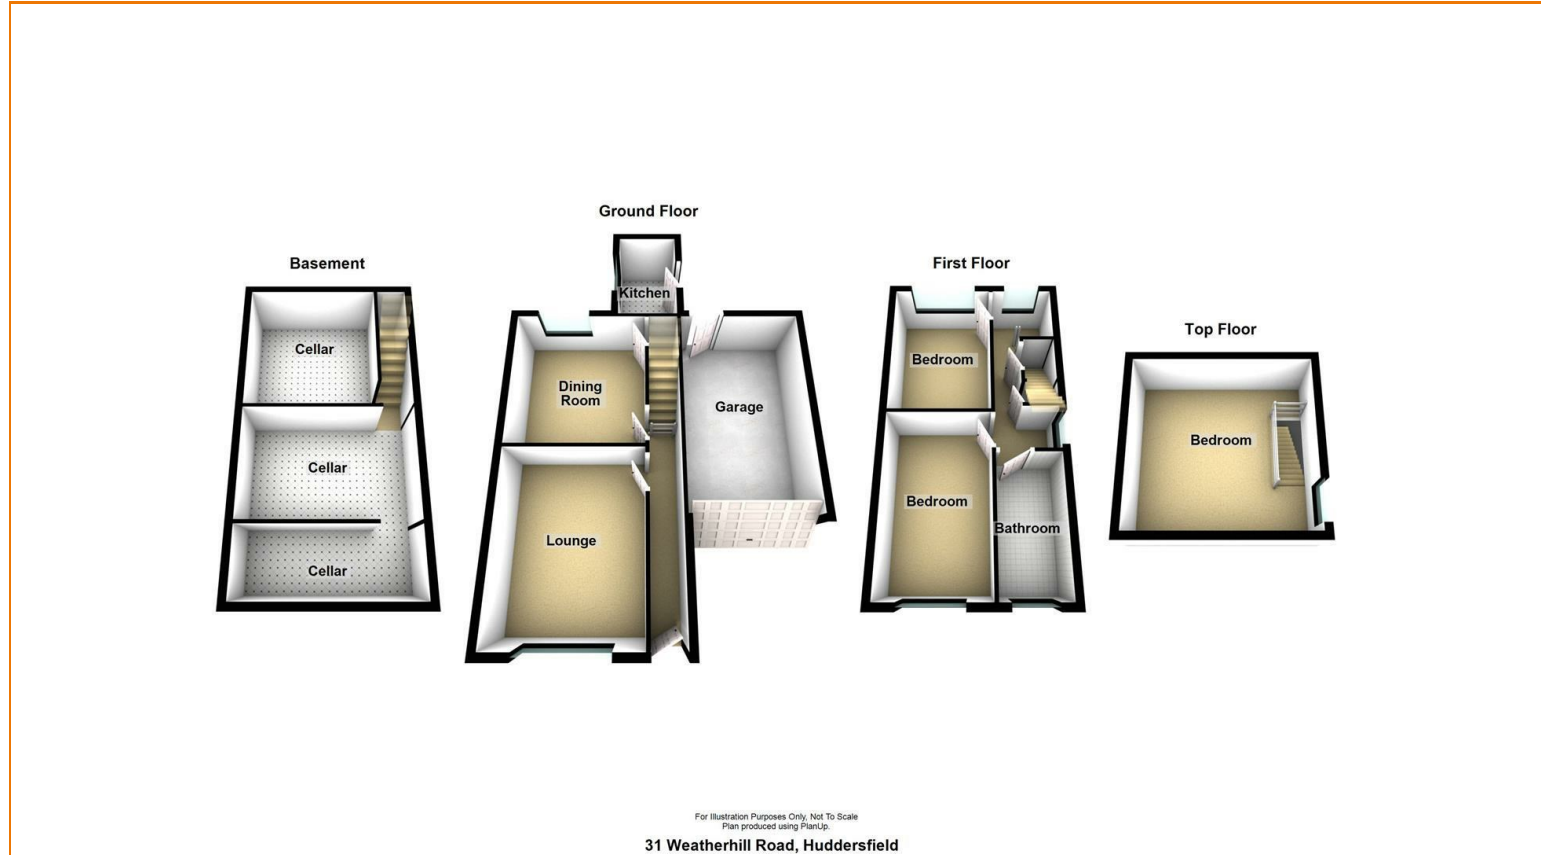 Ground Floor
Basement
First Floor
Top Floor
Kitchen
Cellar
Dining
Room
Garage
Bedroom
Bedroom
Cellar
Lounge
Bedroom
Bathroom
Cellar
For Illustration Purposes Only, Not To Scale
Plan produced using PlanUp.
31 Weatherhill Road, Huddersfield